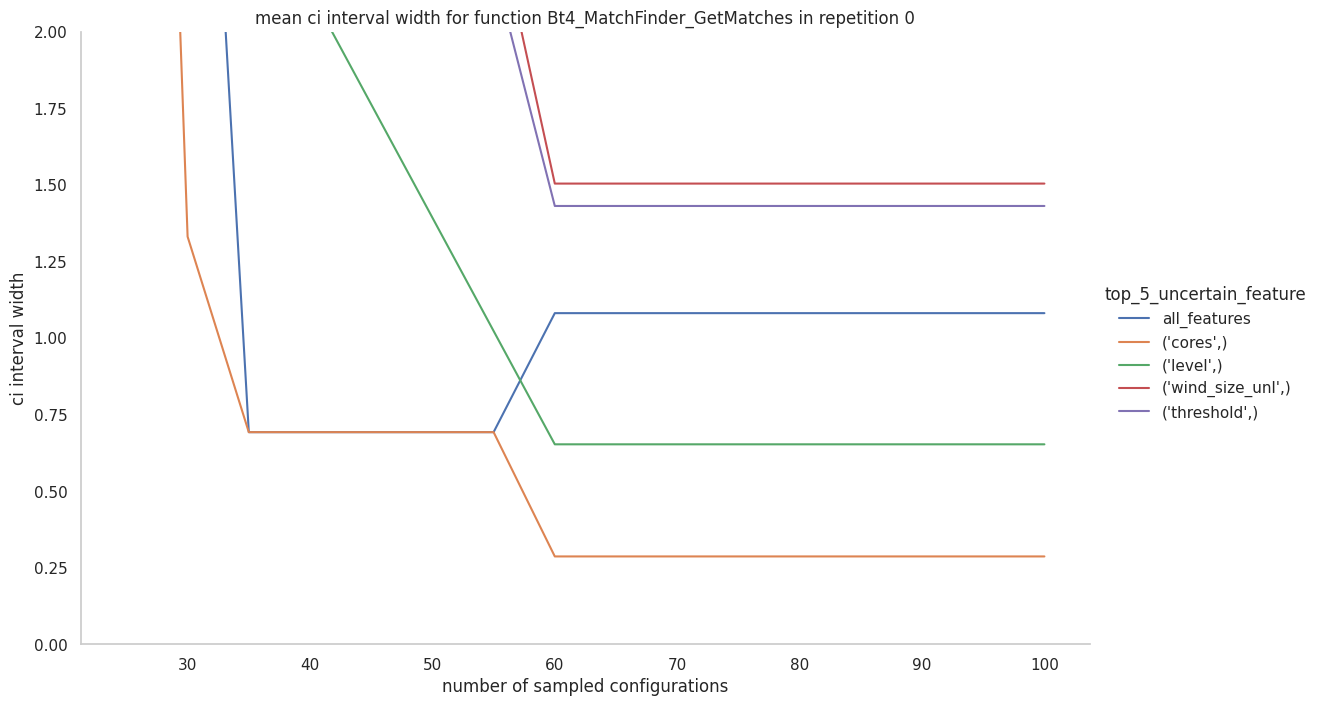 mean ci interval width for function Bt4_MatchFinder_GetMatches in repetition 0
2.00
1.75
1.50
1.25
1.00
0.75
0.50
0.25
0.00
ci interval width
30 40 50 60 70 80 90 100
number of sampled configurations
top_5_uncertain_feature
all_features
('cores',)
('level',)
('wind_size_unl',)
('threshold',)